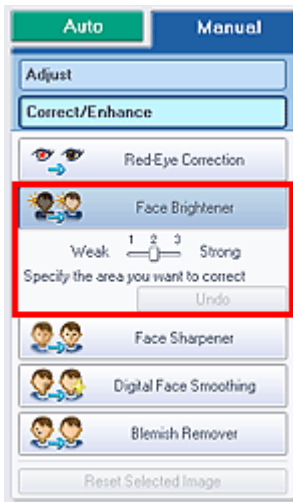 Auto Manual
Adjust
Correct/Enhance
Red-Eye Correction
Face Brightener
1 2 3
Weak Strong
Specify the area you want to correct
Undo
Face Sharpener
Digital Face Smoothing
Blemish Remover
Reset Selected Image